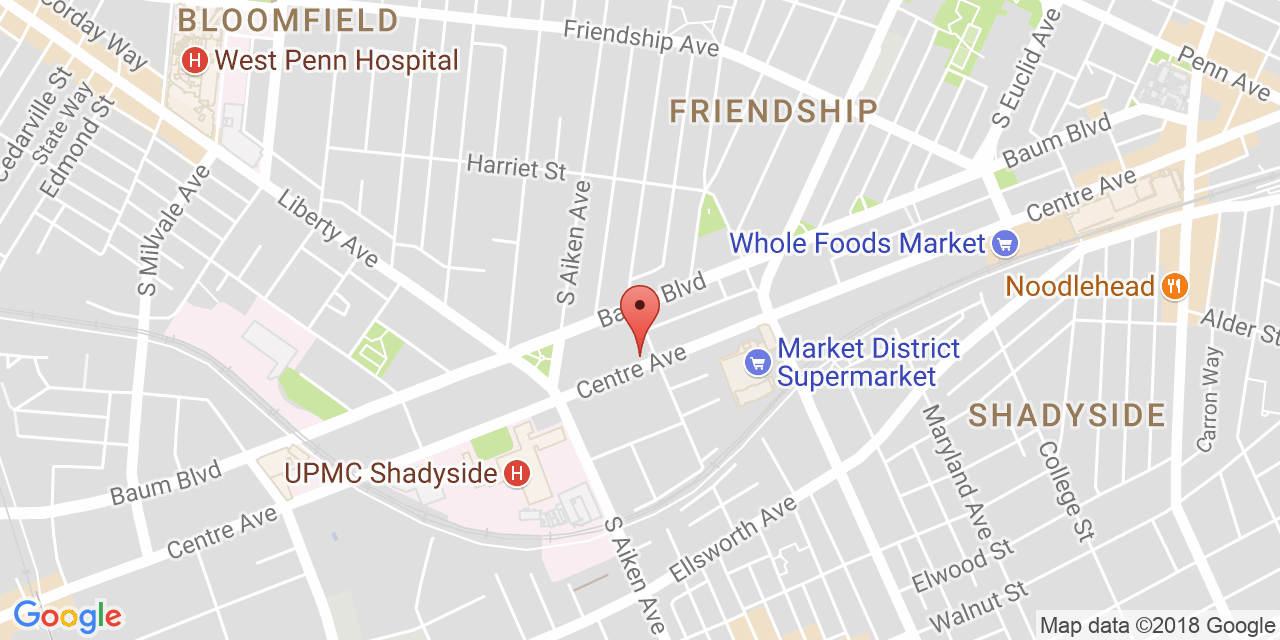 BLOOMFIELD
Corday Way
West Penn Hospital
Friendship Ave
S Euclid Ave
Penn Ave
Cedarville St
State Way
Edmond St
FRIENDSHIP
Baum Blvd
Harriet St
S Aiken Ave
Centre Ave
S Millvale Ave
Liberty Ave
Whole Foods Market
Noodlehead
Blvd
Alder St
Centre Ave
Market District
Supermarket
Carron Way
SHADYSIDE
Maryland Ave
College St
UPMC Shadyside
Baum Blvd
Centre Ave
S Aiken Ave
Ellsworth Ave
Elwood St
Walnut St
Google
Map data ©2018 Google